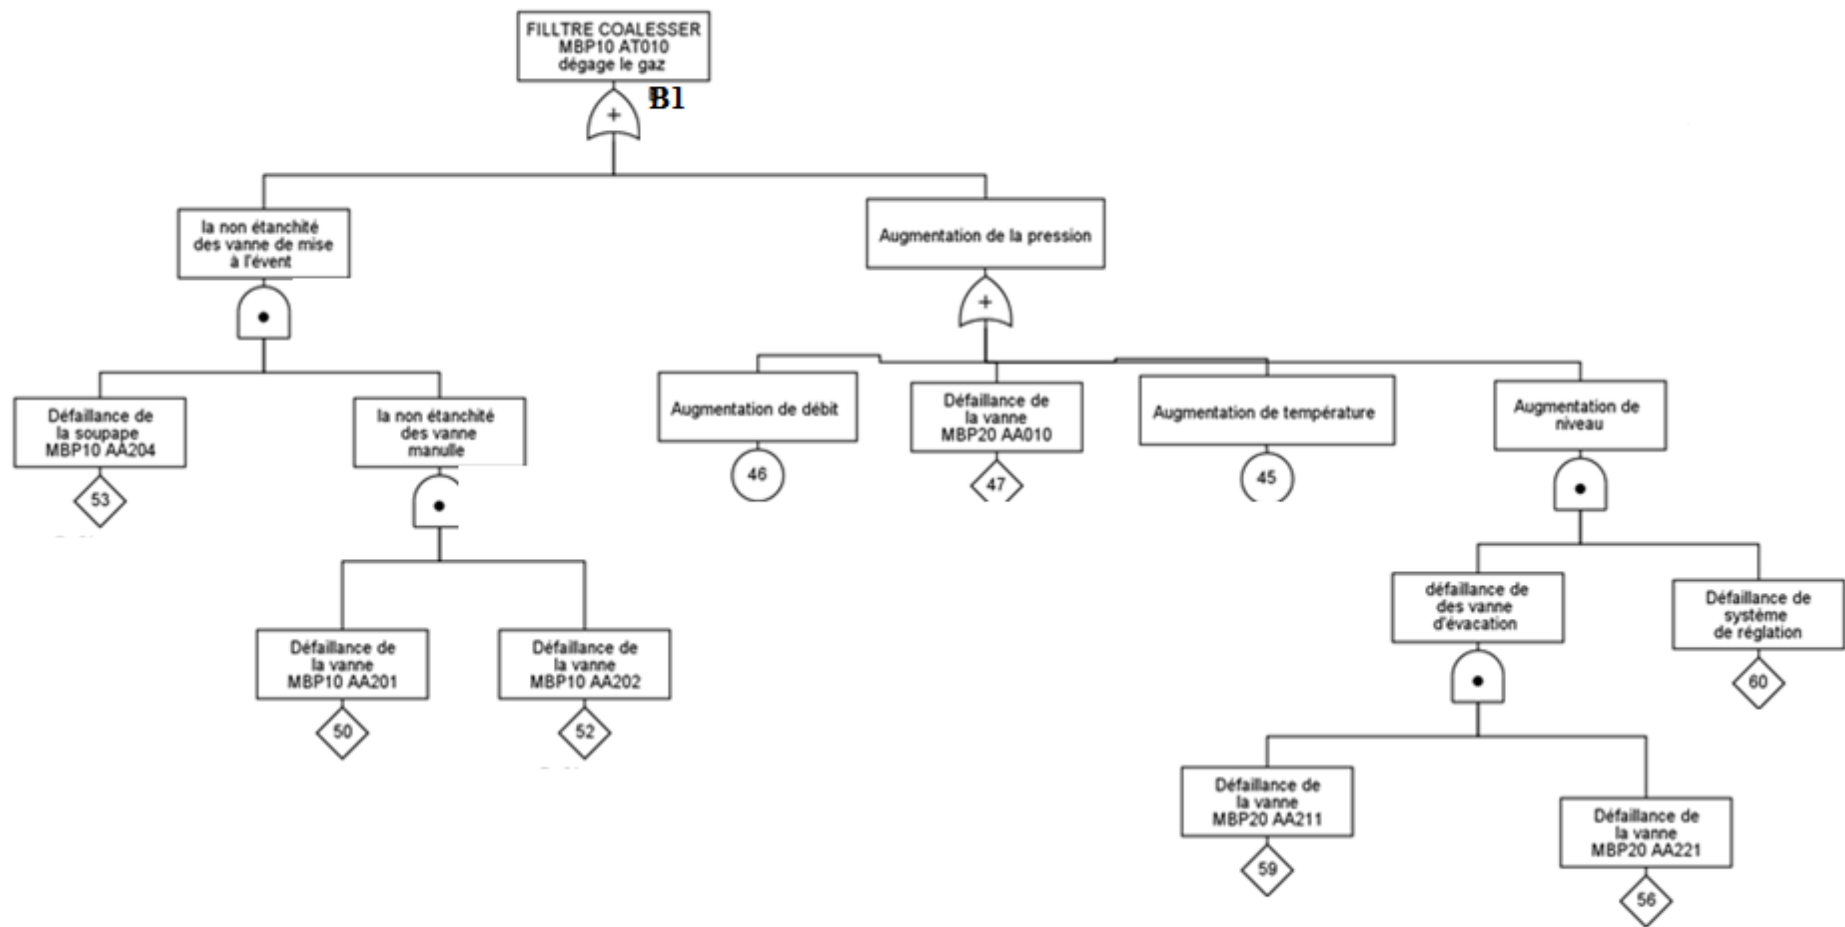 FILLTRE COALESSER
MBP10 AT010
dégage le gaz
B1
la non étanchité
des vanne de mise
à l'évent
Augmentation de la pression
Défaillance de
la soupape
MBP10 AA204
53
la non étanchité
des vanne
manulle
Augmentation de débit
46
Défaillance de
la vanne
MBP20 AA010
47
Augmentation de température
45
Augmentation de
niveau
Défaillance de
la vanne
MBP10 AA201
50
Défaillance de
la vanne
MBP10 AA202
52
défaillance de
des vanne
d'évacation
Défaillance de
système
de réglation
60
Défaillance de
la vanne
MBP20 AA211
59
Défaillance de
la vanne
MBP20 AA221
56